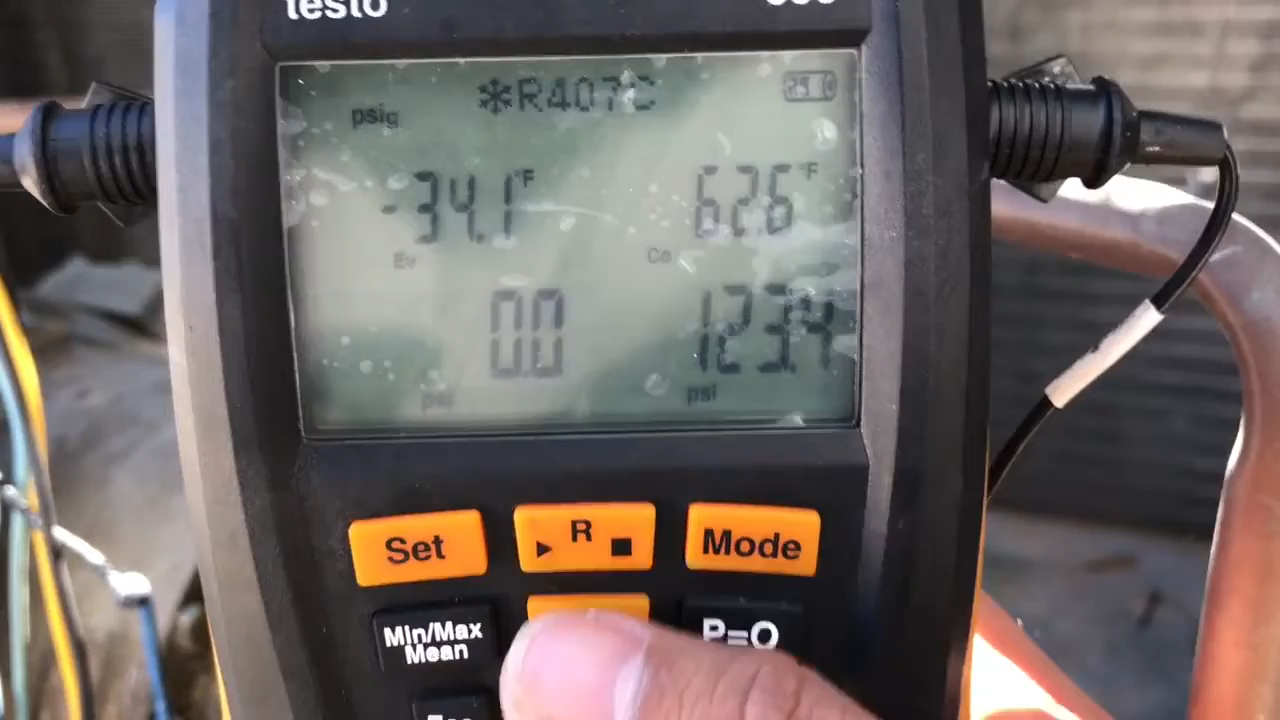 testo
psig
❄R407C
-34.1°F 62.6°F
Ev Co
0.0 123.4
psi psi
Set R Mode
Min/Max
Mean
P=O